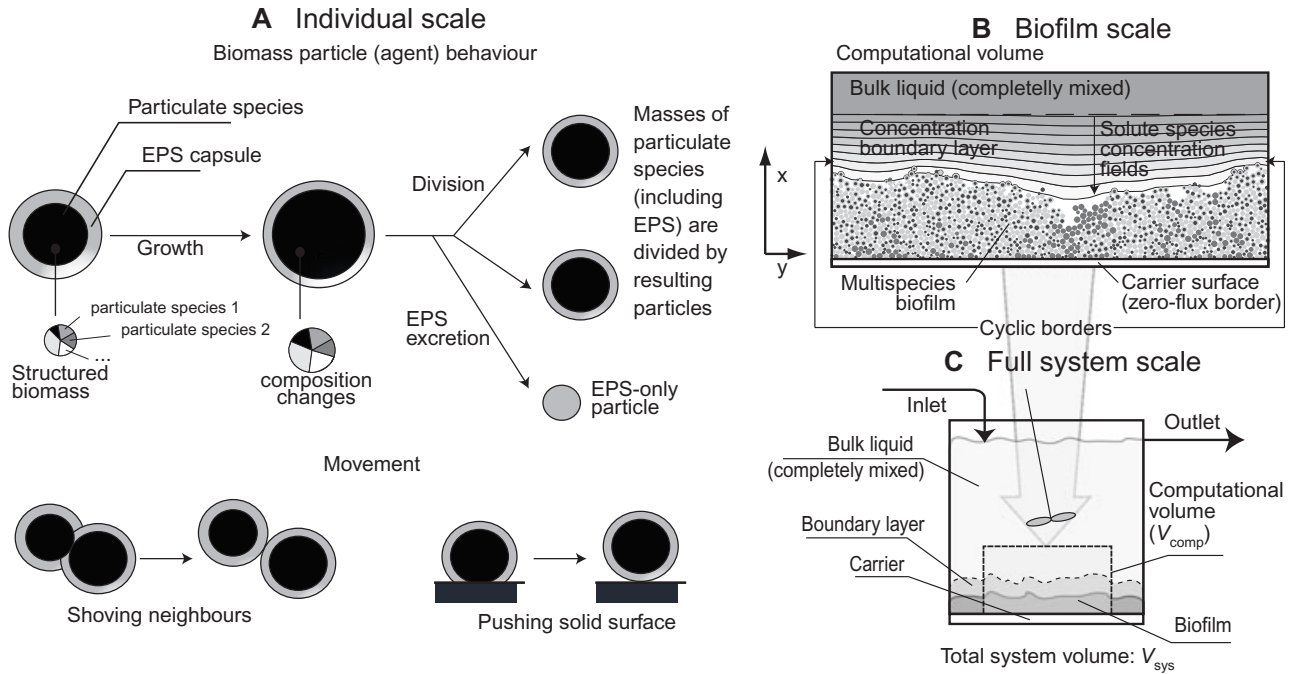 A Individual scale
Biomass particle (agent) behaviour
Particulate species
EPS capsule
Growth
particulate species 1
particulate species 2
...
Structured
biomass
composition
changes
Division
EPS
excretion
Masses of
particulate
species
(including
EPS) are
divided by
resulting
particles
EPS-only
particle
Movement
Shoving neighbours
Pushing solid surface
B Biofilm scale
Computational volume
Bulk liquid (completelly mixed)
Concentration
boundary layer
Solute species
concentration
fields
x
y
Multispecies
biofilm
Carrier surface
(zero-flux border)
Cyclic borders
C Full system scale
Inlet
Outlet
Bulk liquid
(completely mixed)
Computational
volume
(Vcomp)
Boundary layer
Carrier
Biofilm
Total system volume: Vsys